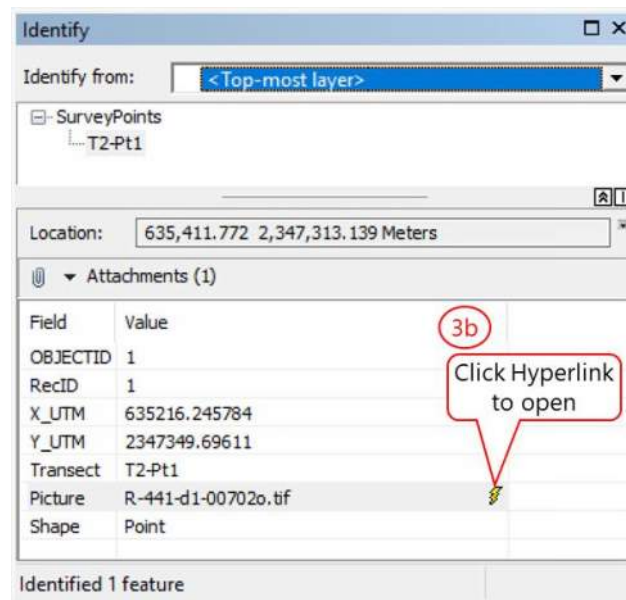 Identify
Identify from: <Top-most layer>
SurveyPoints
T2-Pt1
Location: 635,411.772 2,347,313.139 Meters
Attachments (1)
Field Value
3b
OBJECTID 1
Click Hyperlink
to open
RecID 1
X_UTM 635216.245784
Y_UTM 2347349.69611
Transect T2-Pt1
Picture R-441-d1-00702o.tif
Shape Point
Identified 1 feature